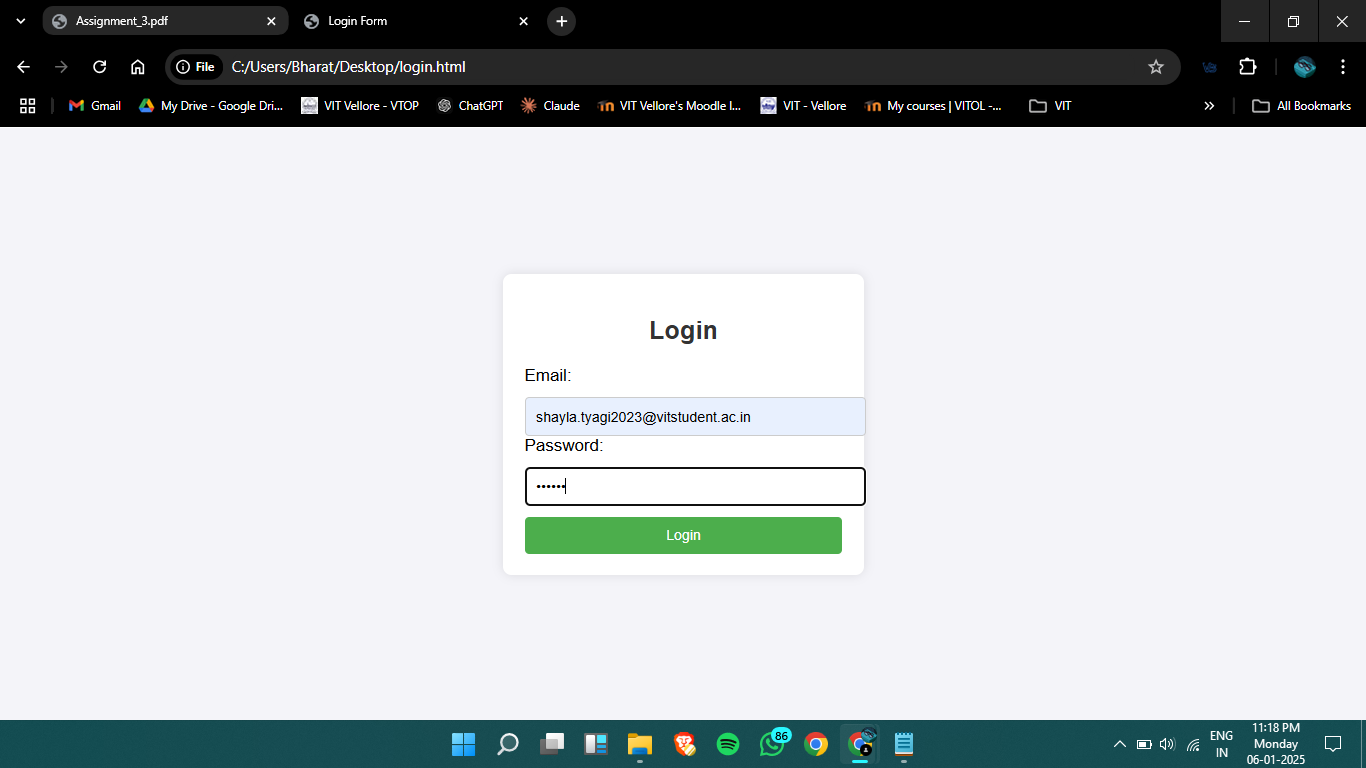 Assignment_3.pdf
Login Form
File
C:/Users/Bharat/Desktop/login.html
Gmail
My Drive - Google Dri...
VIT Vellore - VTOP
ChatGPT
Claude
VIT Vellore's Moodle I...
VIT - Vellore
My courses | VITOL -...
VIT
All Bookmarks
Login
Email:
shayla.tyagi2023@vitstudent.ac.in
Password:
••••••
Login
86
ENG
IN
11:18 PM
Monday
06-01-2025